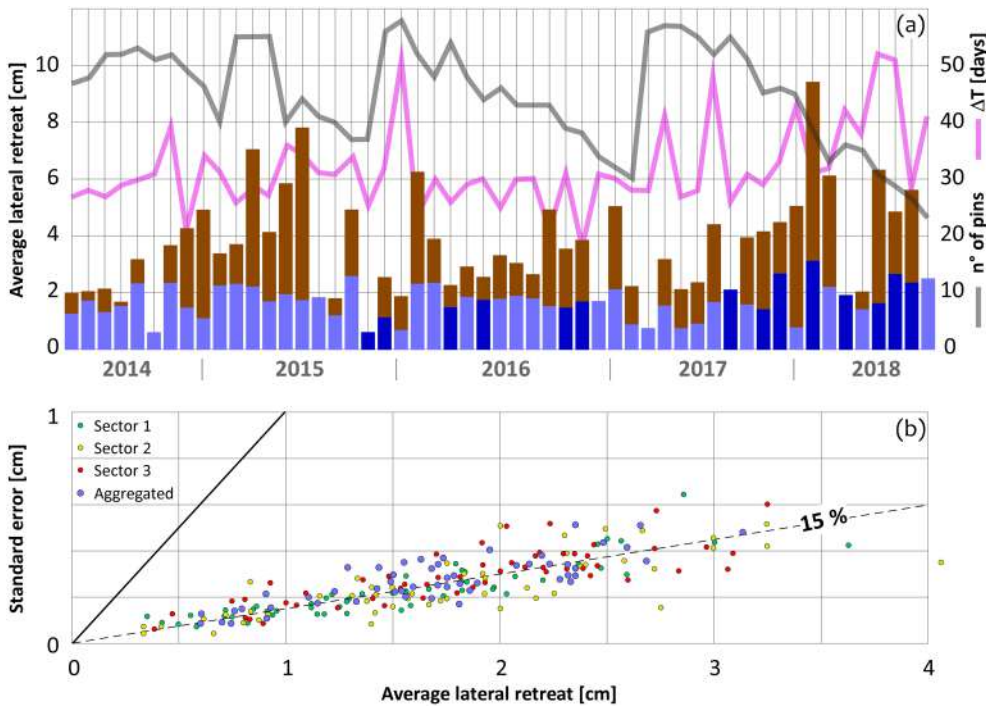 (a)
Average lateral retreat [cm]
10
8
6
4
2
0
50
40
30
20
10
0
ΔT [days]
n° of pins
2014 | 2015 | 2016 | 2017 | 2018
(b)
Standard error [cm]
1
0
Sector 1
Sector 2
Sector 3
Aggregated
15 %
0 1 2 3 4
Average lateral retreat [cm]